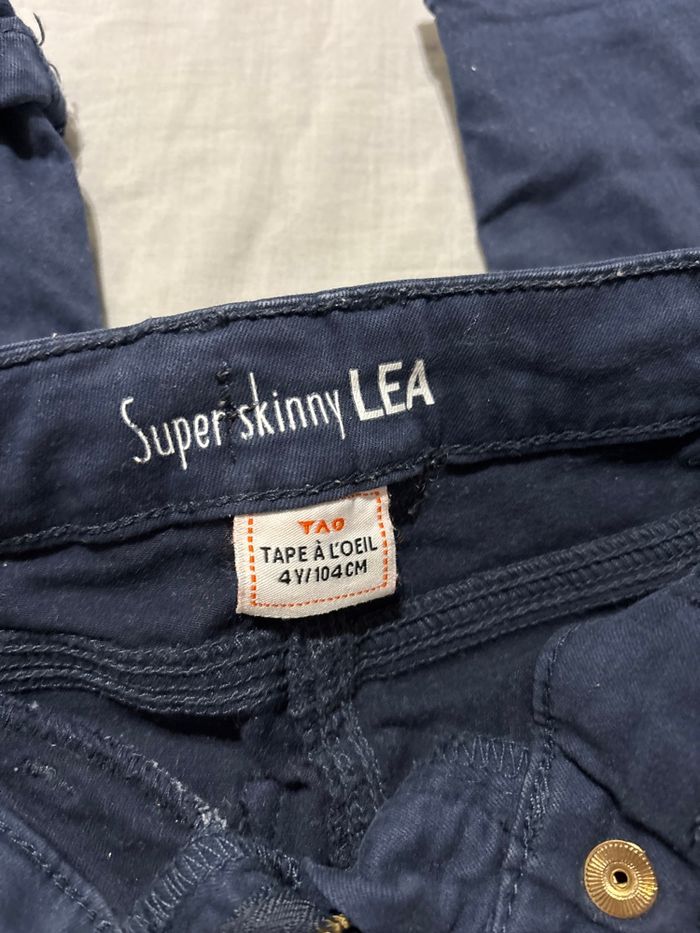 Super skinny LEA
TAO
TAPE À L'OEIL
4Y/104CM